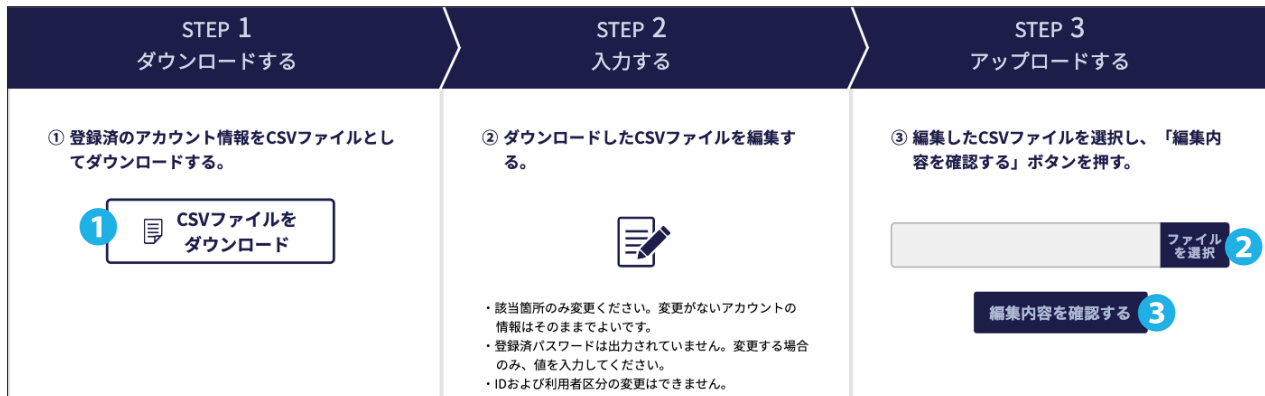 STEP 1
ダウンロードする
① 登録済のアカウント情報をCSVファイルとし
てダウンロードする。
1
CSVファイルを
ダウンロード
STEP 2
入力する
② ダウンロードしたCSVファイルを編集す
る。
・該当箇所のみ変更ください。変更がないアカウントの
情報はそのままでよいです。
・登録済パスワードは出力されていません。変更する場合
のみ、値を入力してください。
・IDおよび利用者区分の変更はできません。
STEP 3
アップロードする
③ 編集したCSVファイルを選択し、「編集内
容を確認する」ボタンを押す。
ファイル
を選択
2
編集内容を確認する
3